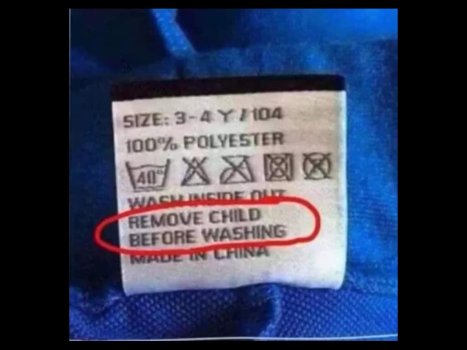 SIZE: 3-4 Y / 104
100% POLYESTER
40°
WASH INSIDE OUT
REMOVE CHILD
BEFORE WASHING
MADE IN CHINA